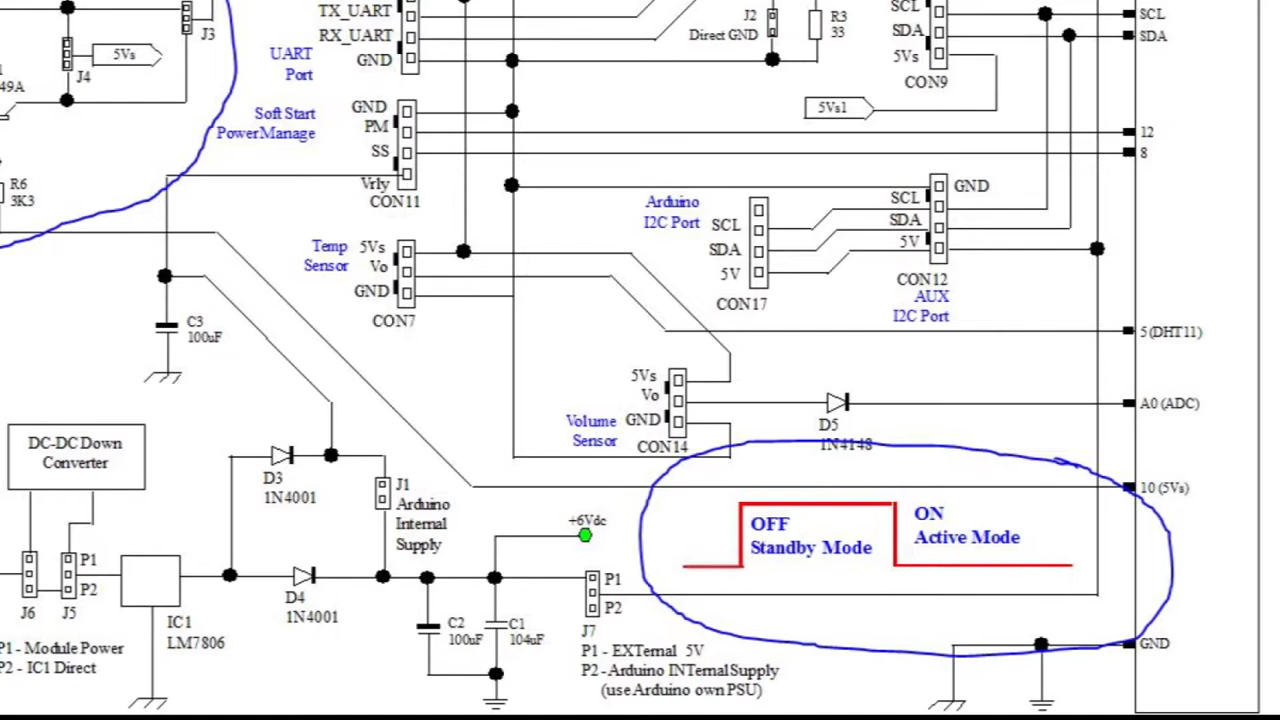 TX_UART
RX_UART
GND
UART
Port
J3
5Vs
J4
49A
J2
Direct GND
R3
33
SCL
SDA
5Vs
CON9
5Vs1
SCL
SDA
12
8
Soft Start
PowerManage
GND
PM
SS
Vrly
CON11
R6
3K3
Arduino
I2C Port
SCL
SDA
5V
CON17
GND
SCL
SDA
5V
CON12
AUX
I2C Port
Temp
Sensor
5Vs
Vo
GND
CON7
C3
100uF
5 (DHT11)
Volume
Sensor
5Vs
Vo
GND
CON14
D5
1N4148
A0 (ADC)
10 (5Vs)
DC-DC Down
Converter
D3
1N4001
J1
Arduino
Internal
Supply
+6Vdc
OFF
Standby Mode
ON
Active Mode
J6
P1
P2
J5
IC1
LM7806
D4
1N4001
C2
100uF
C1
104uF
P1
P2
J7
P1 - EXTernal 5V
P2 - Arduino INTernal Supply
(use Arduino own PSU)
P1 - Module Power
P2 - IC1 Direct
GND